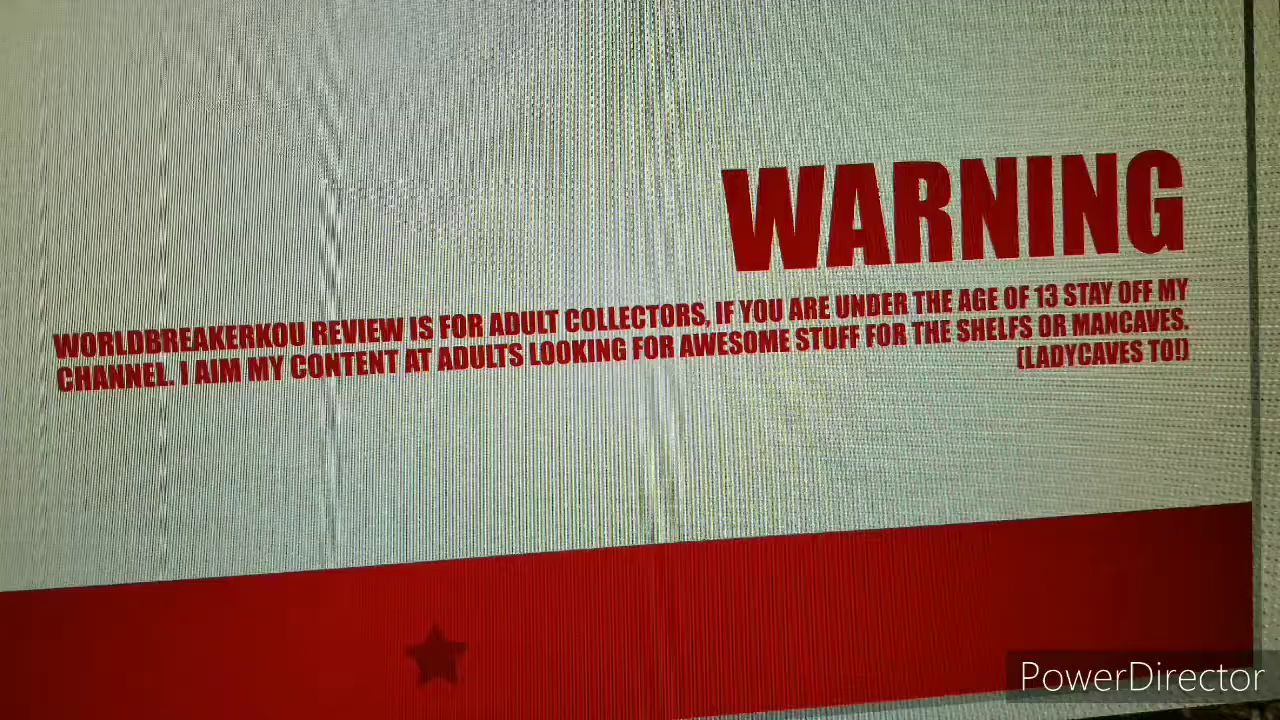 WARNING
WORLDBREAKERKOU REVIEW IS FOR ADULT COLLECTORS, IF YOU ARE UNDER THE AGE OF 13 STAY OFF MY
CHANNEL. I AIM MY CONTENT AT ADULTS LOOKING FOR AWESOME STUFF FOR THE SHELFS OR MANCAVES.
(LADYCAVES TO!)
PowerDirector